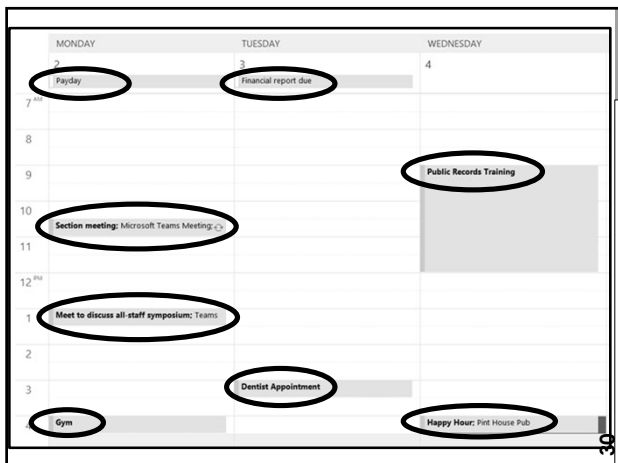 MONDAY TUESDAY WEDNESDAY
2 3 4
Payday Financial report due
7 AM
8
9 Public Records Training
10
Section meeting; Microsoft Teams Meeting;
11
12 PM
1 Meet to discuss all-staff symposium; Teams
2
3 Dentist Appointment
4 Gym Happy Hour; Pint House Pub
30